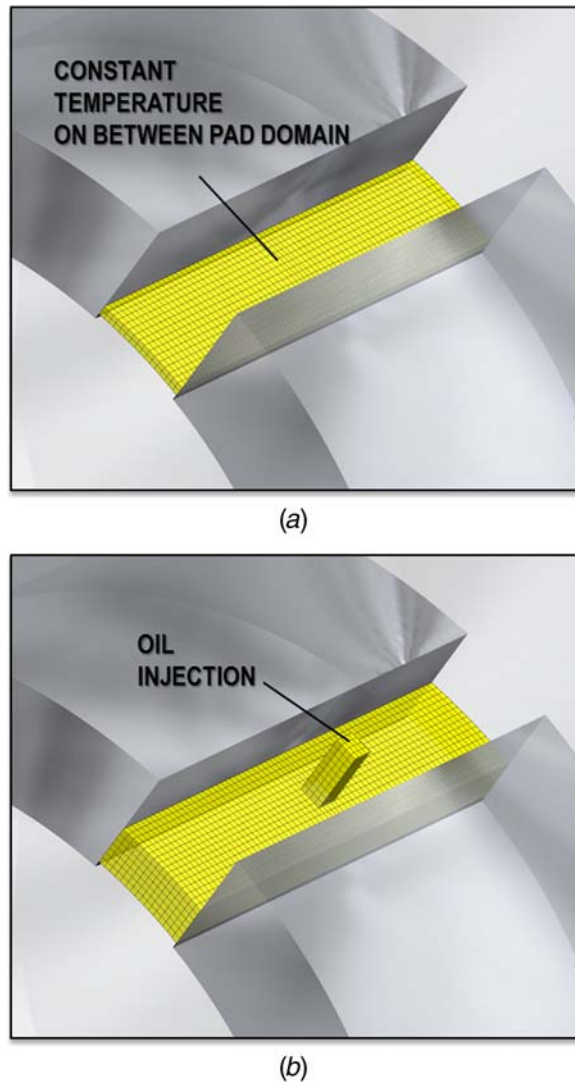 CONSTANT
TEMPERATURE
ON BETWEEN PAD DOMAIN
(a)
OIL
INJECTION
(b)